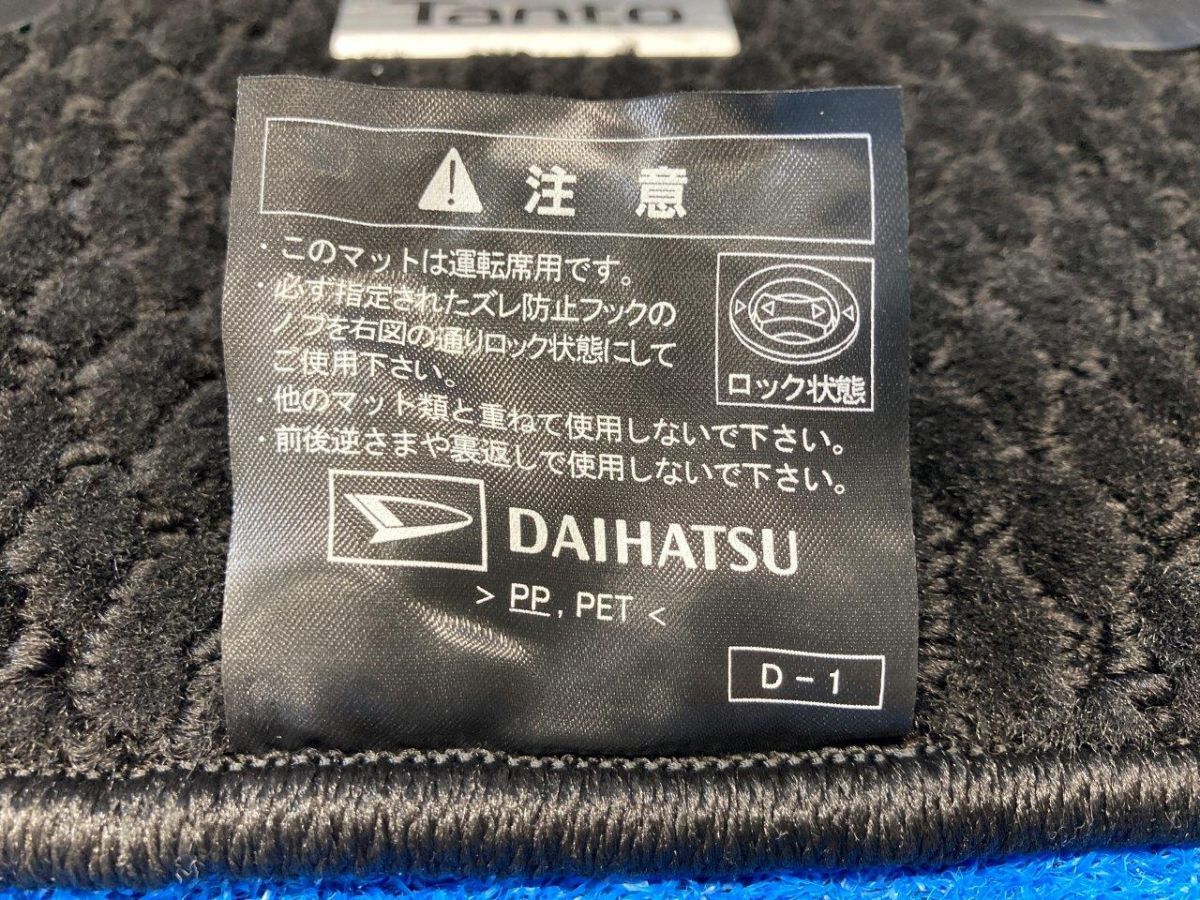 Tanto
注意
・このマットは運転席用です。
・必ず指定されたズレ防止フックの
ノブを右図の通りロック状態にして
ご使用下さい。
ロック状態
・他のマット類と重ねて使用しないで下さい。
・前後逆さまや裏返しで使用しないで下さい。
DAIHATSU
> PP, PET <
D-1